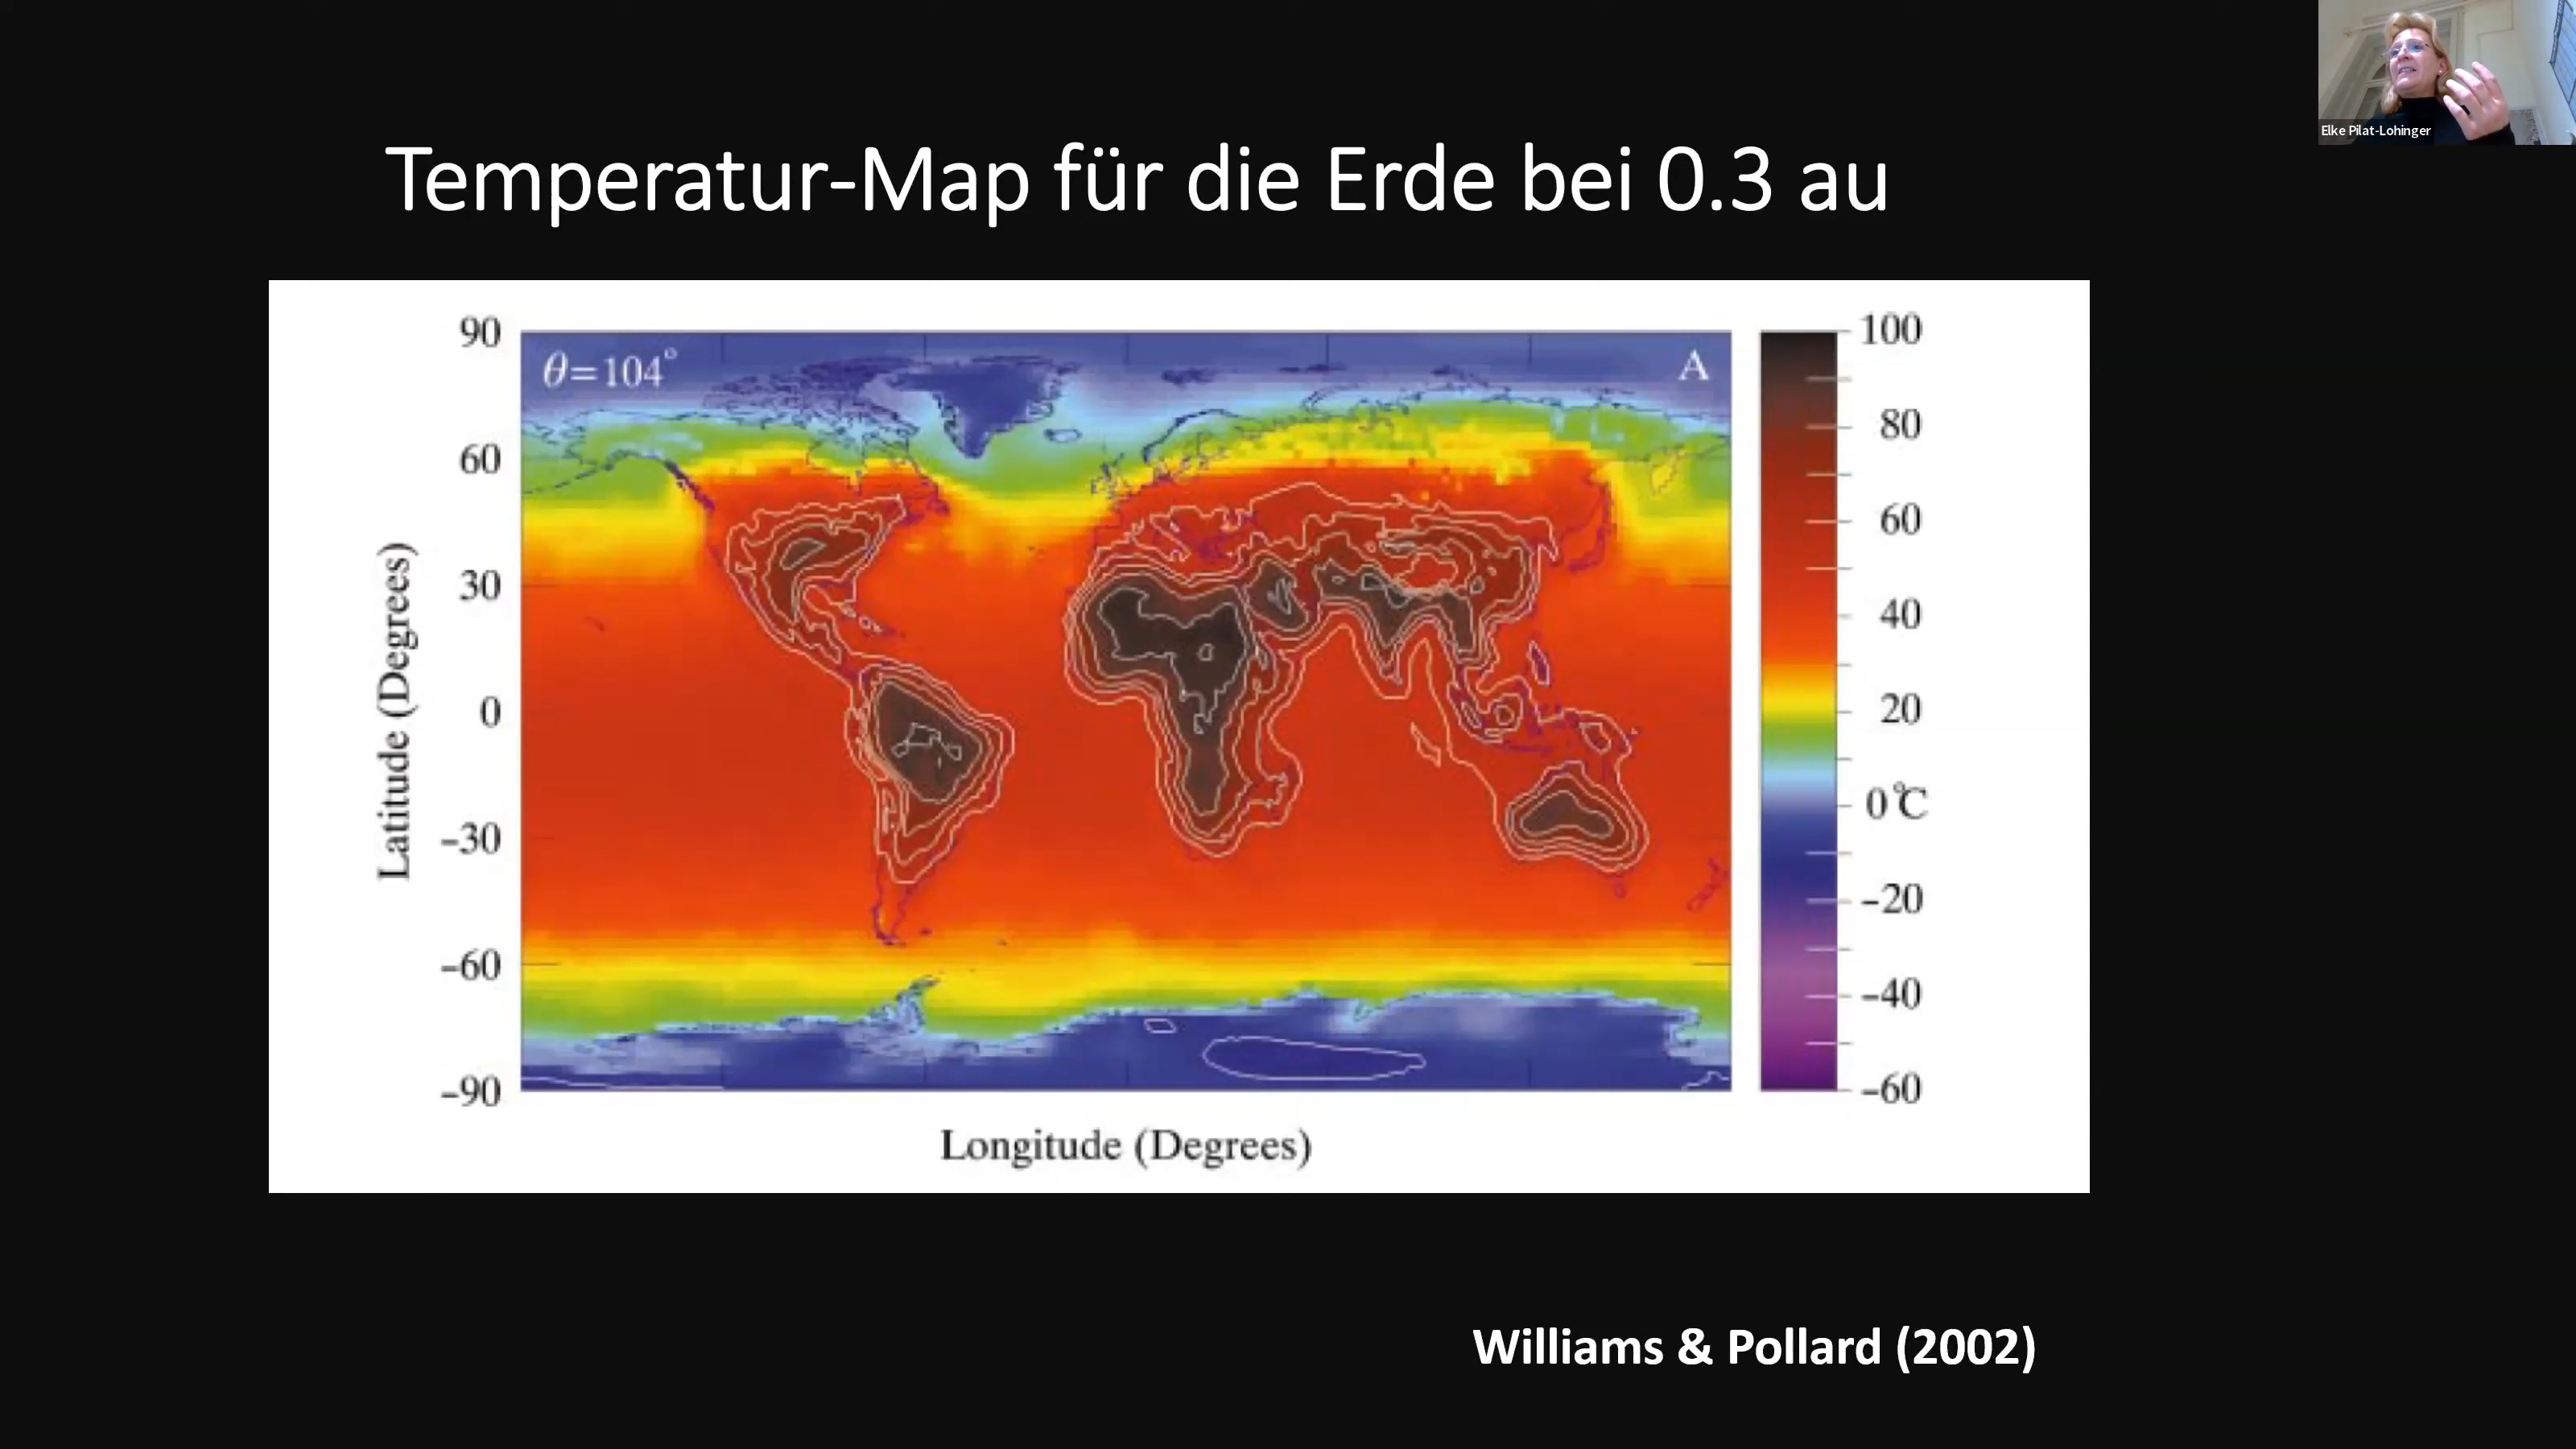 Elke Pilat-Lohinger
Temperatur-Map für die Erde bei 0.3 au
θ=104°
A
Latitude (Degrees)
90
60
30
0
-30
-60
-90
Longitude (Degrees)
100
80
60
40
20
0℃
-20
-40
-60
Williams & Pollard (2002)